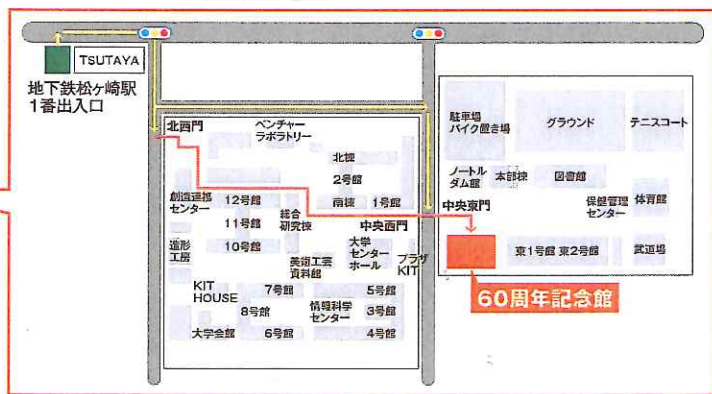 TSUTAYA
地下鉄松ヶ崎駅
1番出入口
北西門
ベンチャー
ラボラトリー
北棟
2号館
南棟
1号館
創造連携
センター
12号館
11号館
10号館
総合
研究棟
中央西門
造形
工房
美術工芸
資料館
大学
センター
ホール
プラザ
KIT
KIT
HOUSE
7号館
5号館
8号館
情報科学
センター
3号館
大学会館
6号館
4号館
駐車場
バイク置き場
グラウンド
テニスコート
ノートル
ダム館
本部棟
図書館
中央東門
保健管理
センター
体育館
東1号館 東2号館
武道場
60周年記念館